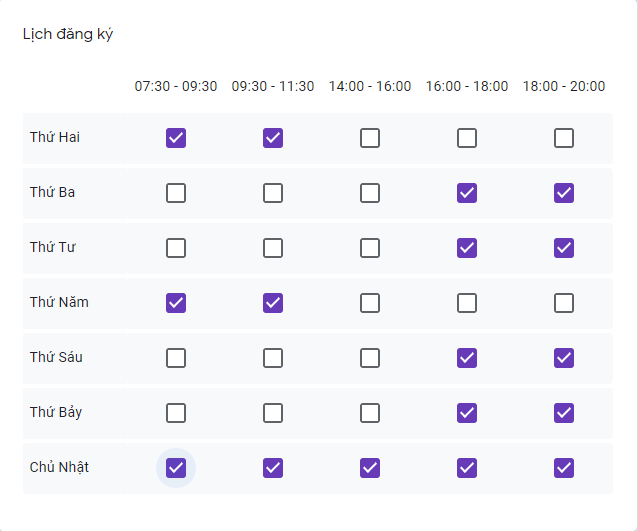 Lịch đăng ký
07:30 - 09:30 09:30 - 11:30 14:00 - 16:00 16:00 - 18:00 18:00 - 20:00
Thứ Hai
Thứ Ba
Thứ Tư
Thứ Năm
Thứ Sáu
Thứ Bảy
Chủ Nhật